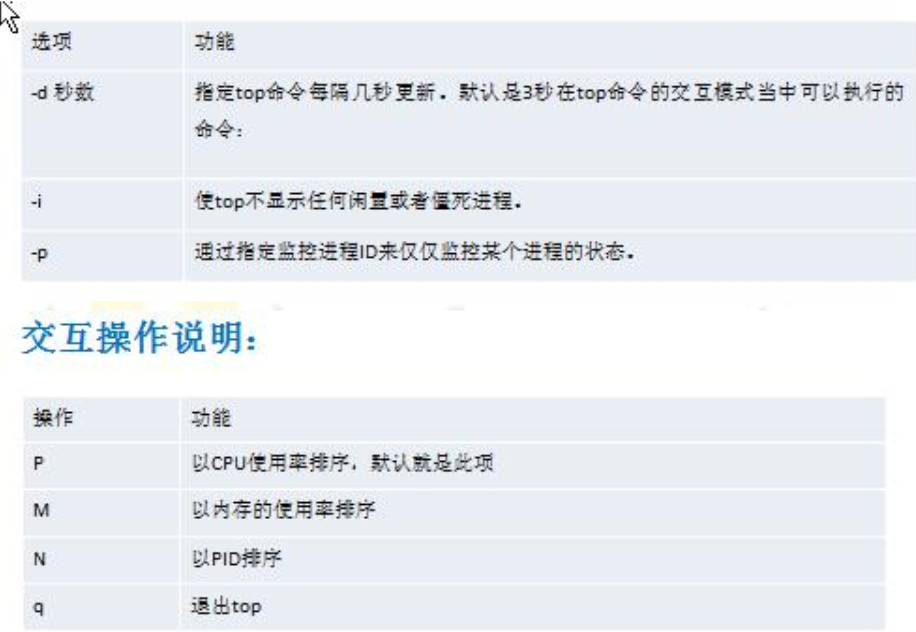 选项 功能
-d 秒数 指定top命令每隔几秒更新。默认是3秒在top命令的交互模式当中可以执行的
命令：
-i 使top不显示任何闲置或者僵死进程。
-p 通过指定监控进程ID来仅仅监控某个进程的状态。
交互操作说明：
操作 功能
P 以CPU使用率排序，默认就是此项
M 以内存的使用率排序
N 以PID排序
q 退出top